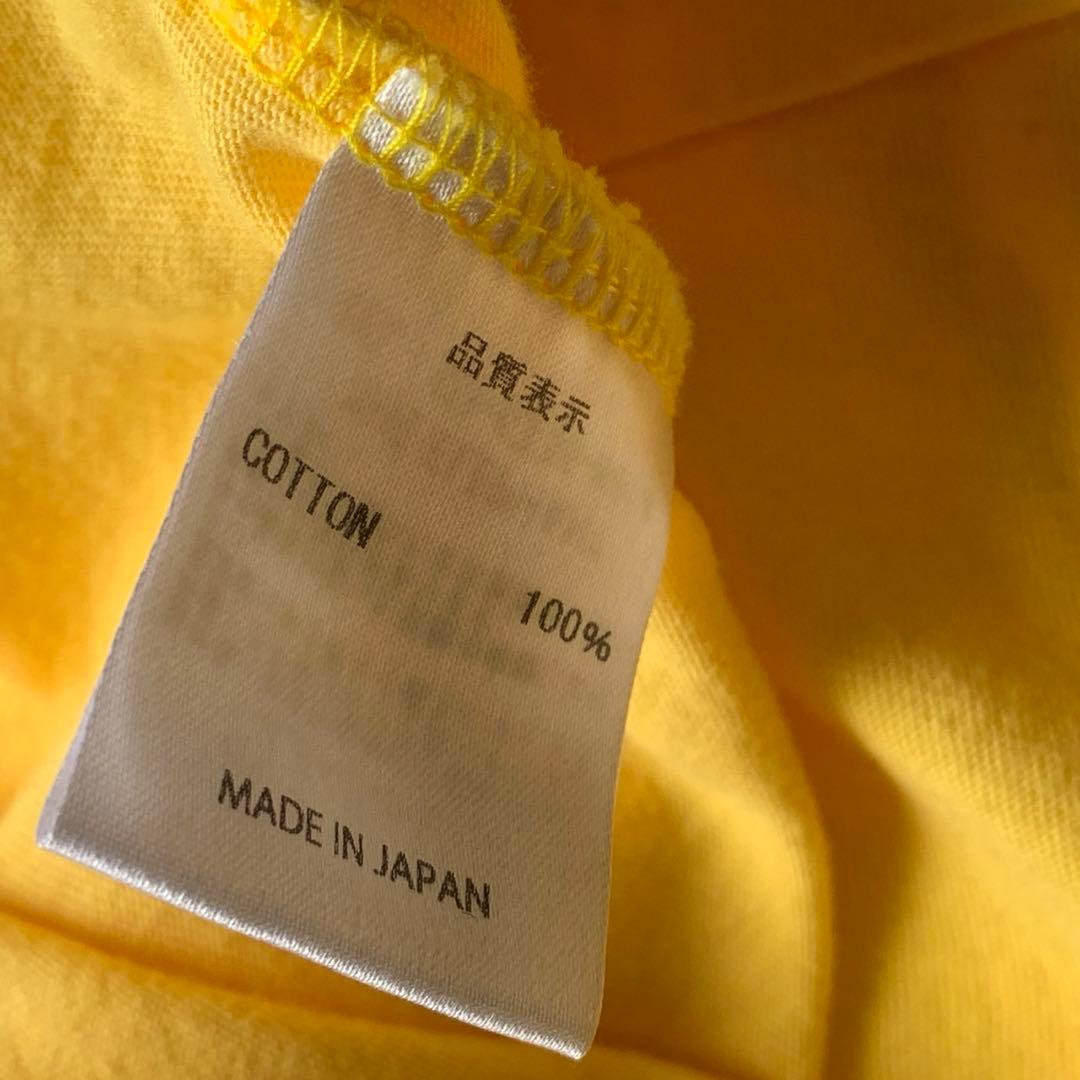 品質表示
COTTON
100%
MADE IN JAPAN